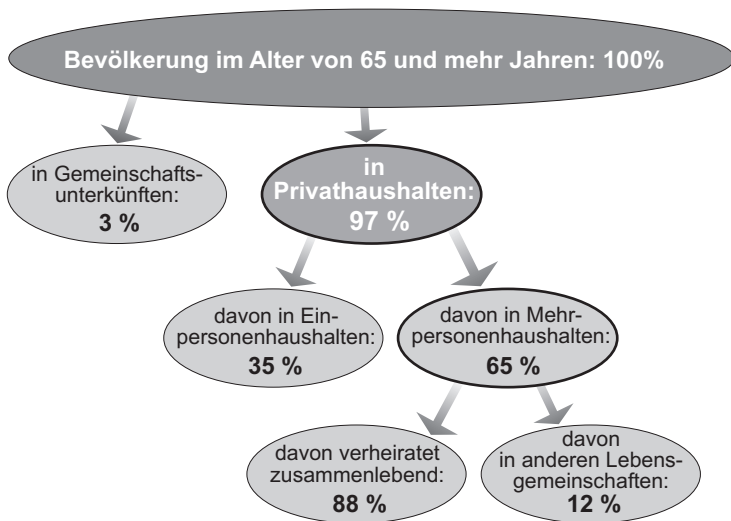 Bevölkerung im Alter von 65 und mehr Jahren: 100%
in Gemeinschafts-
unterkünften:
3 %
in
Privathaushalten:
97 %
davon in Ein-
personenhaushalten:
35 %
davon in Mehr-
personenhaushalten:
65 %
davon verheiratet
zusammenlebend:
88 %
davon
in anderen Lebens-
gemeinschaften:
12 %